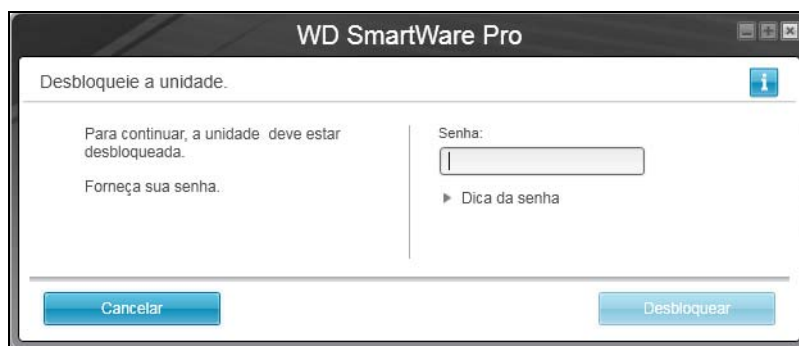 WD SmartWare Pro
Desbloqueie a unidade.
Para continuar, a unidade deve estar
desbloqueada.
Forneça sua senha.
Senha:
Dica da senha
Cancelar
Desbloquear